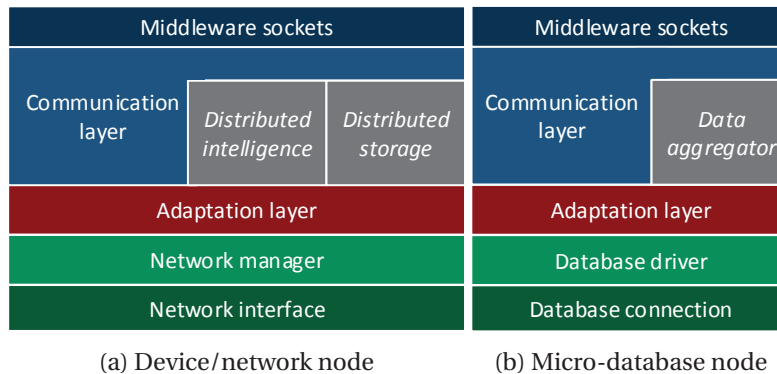 Middleware sockets
Communication
layer
Distributed
intelligence
Distributed
storage
Adaptation layer
Network manager
Network interface
(a) Device/network node
Middleware sockets
Communication
layer
Data
aggregator
Adaptation layer
Database driver
Database connection
(b) Micro-database node